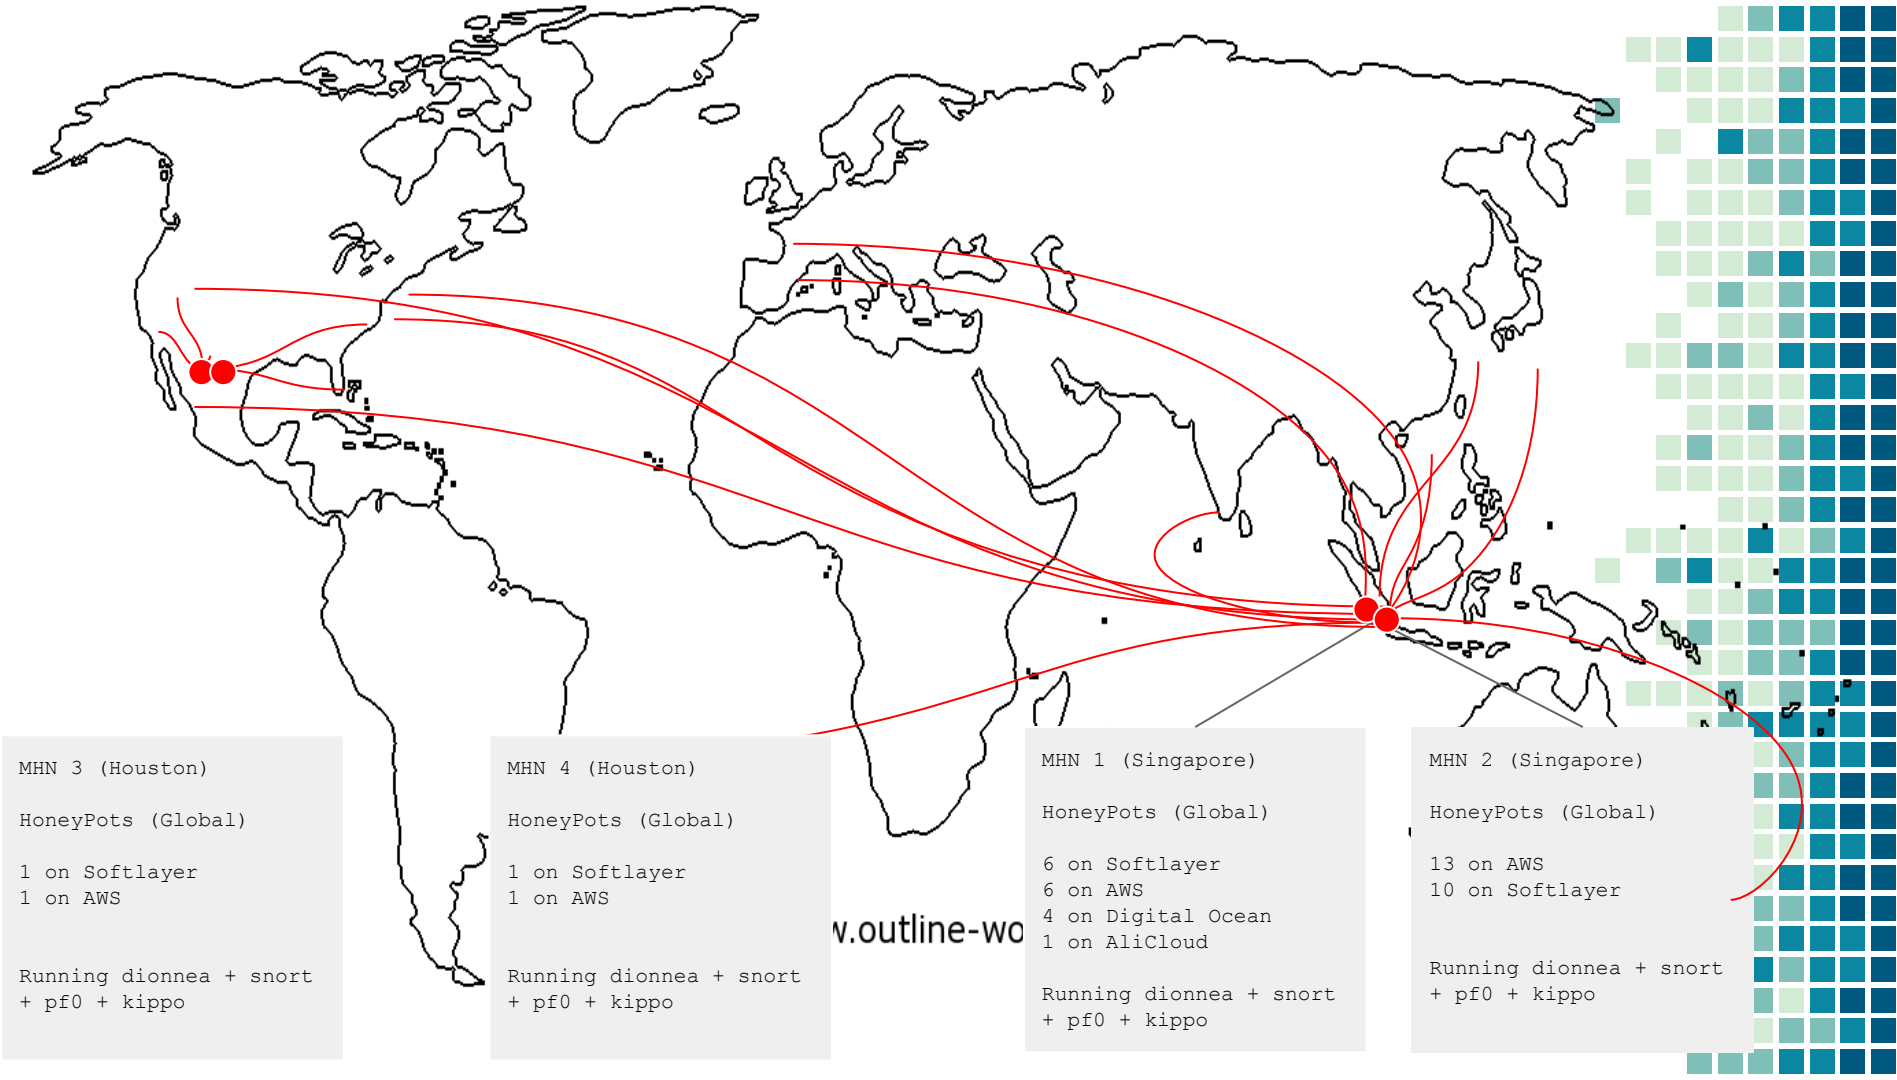 MHN 3 (Houston)
HoneyPots (Global)
1 on Softlayer
1 on AWS
Running dionnea + snort
+ pf0 + kippo
MHN 4 (Houston)
HoneyPots (Global)
1 on Softlayer
1 on AWS
Running dionnea + snort
+ pf0 + kippo
w.outline-wo
MHN 1 (Singapore)
HoneyPots (Global)
6 on Softlayer
6 on AWS
4 on Digital Ocean
1 on AliCloud
Running dionnea + snort
+ pf0 + kippo
MHN 2 (Singapore)
HoneyPots (Global)
13 on AWS
10 on Softlayer
Running dionnea + snort
+ pf0 + kippo